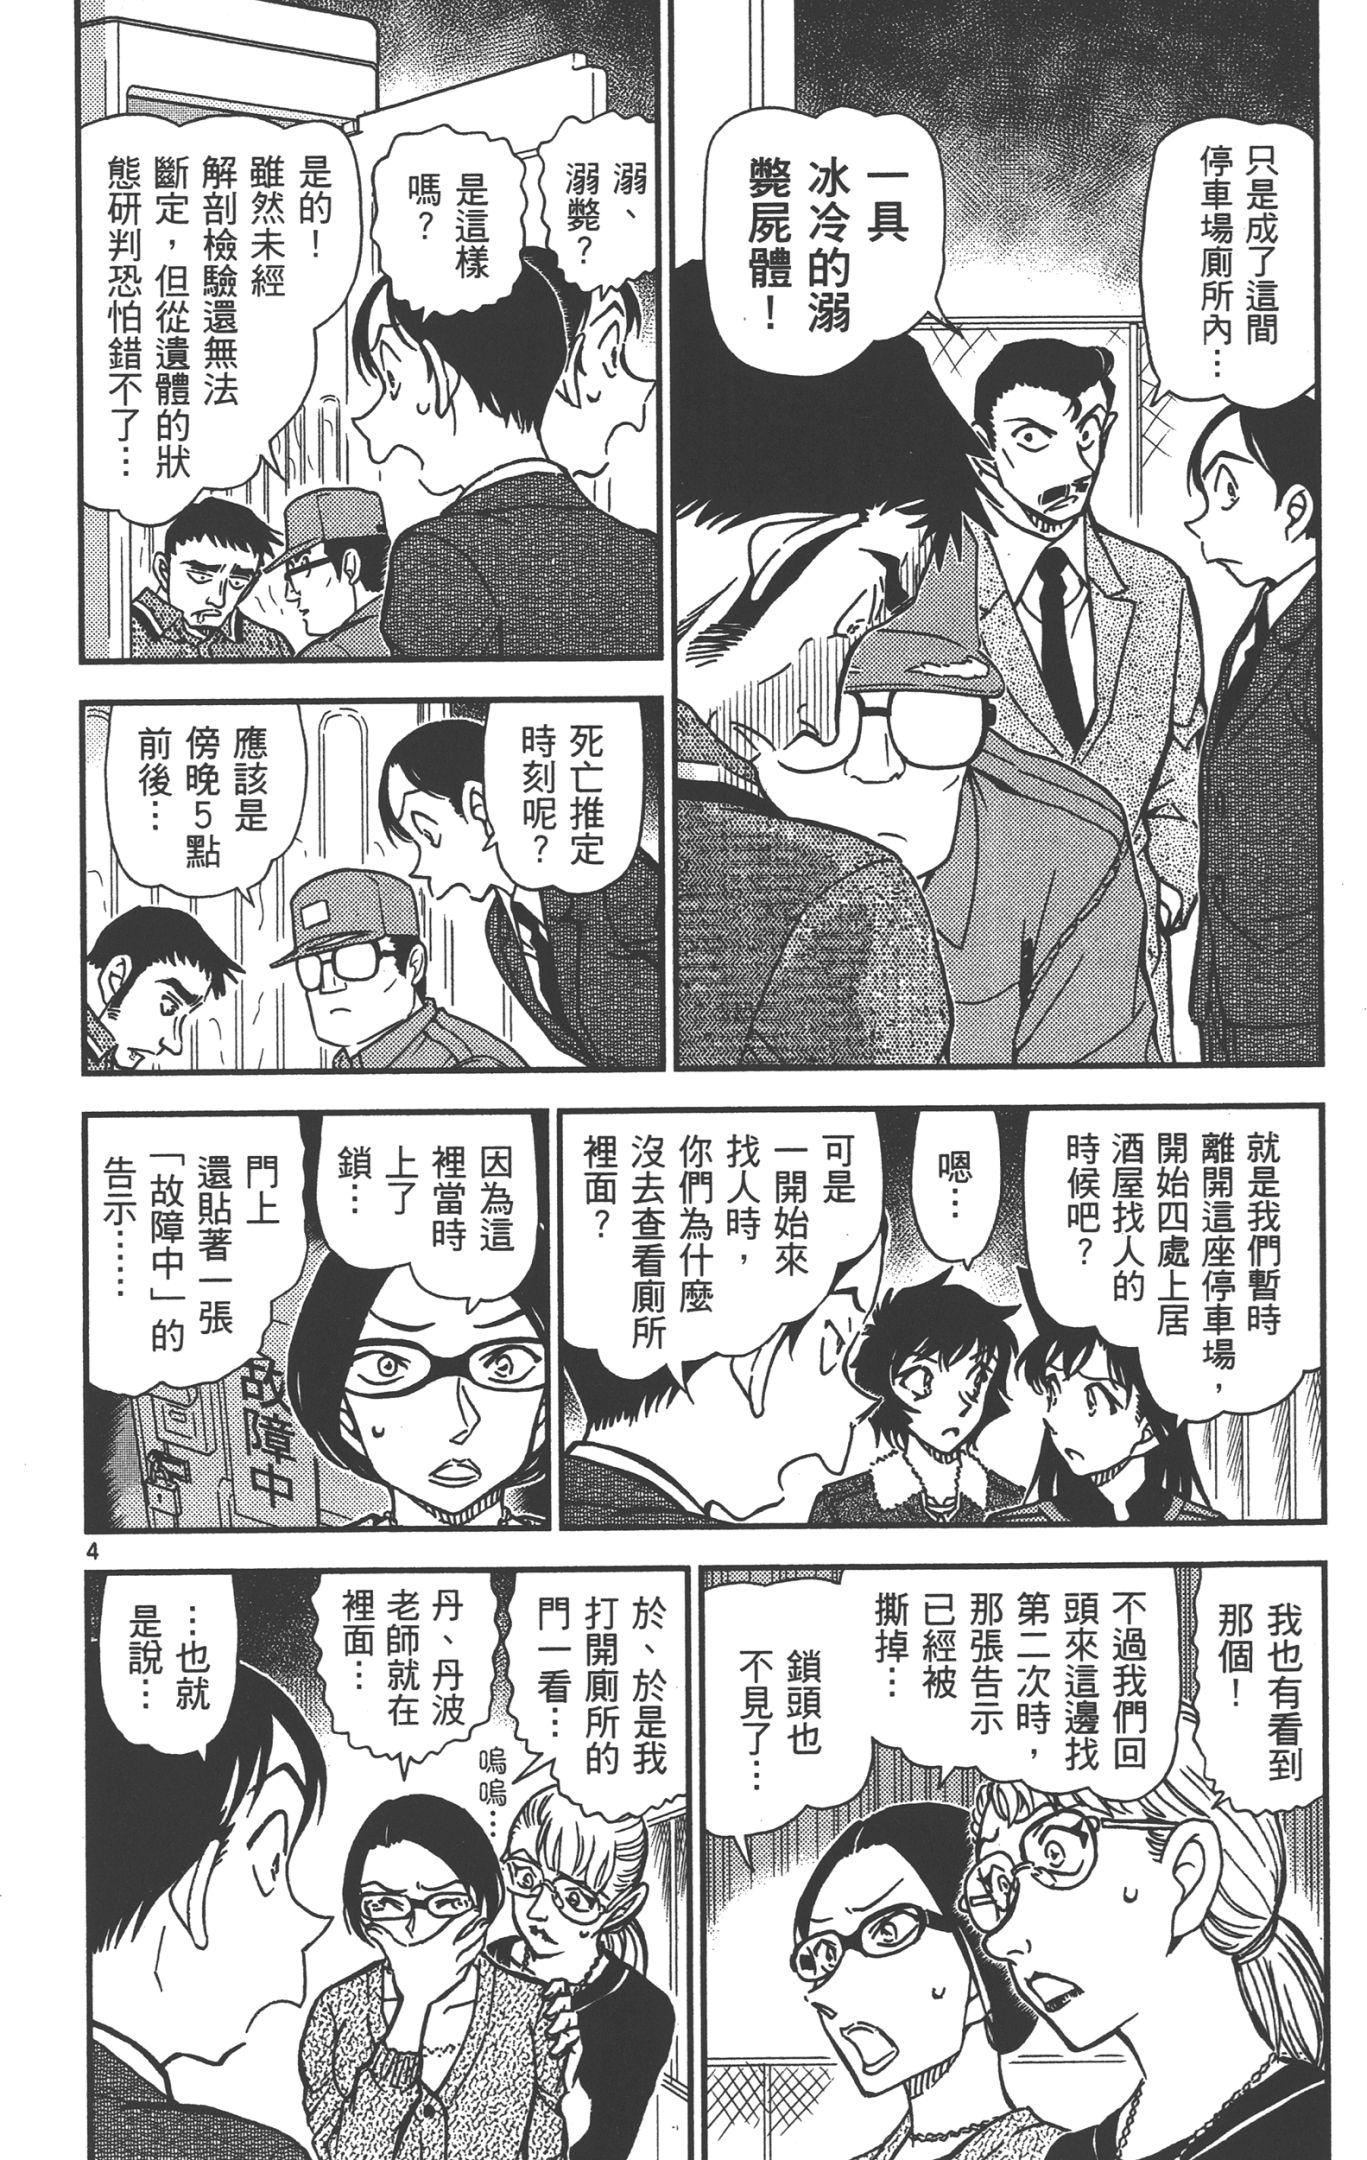 只是成了這間
停車場廁所內…
一具
冰冷的溺
斃屍體！
溺、
溺斃？
是這樣
嗎？
是的！
雖然未經
解剖檢驗還無法
斷定，但從遺體的狀
態研判恐怕錯不了…
死亡推定
時刻呢？
應該是
傍晚5點
前後…
就是我們暫時
離開這座停車場，
開始四處上居
酒屋找人的
時候吧？
嗯…
可是
一開始來
找人時，
你們為什麼
沒去查看廁所
裡面？
因為這
裡當時
上了
鎖…
門上
還貼著一張
「故障中」的
告示……
故障中
4
我也有看到
那個！
不過我們回
頭來這邊找
第二次時，
那張告示
已經被
撕掉…
鎖頭也
不見了…
於、於是我
打開廁所的
門一看…
丹、丹波
老師就在
裡面…
嗚
嗚…
…也就
是說…